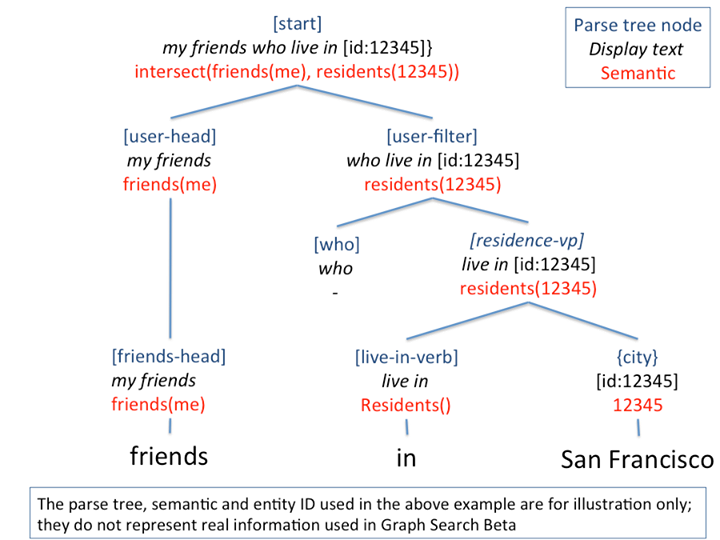 [start]
my friends who live in [id:12345]}
intersect(friends(me), residents(12345))
Parse tree node
Display text
Semantic
[user-head]
my friends
friends(me)
[user-filter]
who live in [id:12345]
residents(12345)
[who]
who
-
[residence-vp]
live in [id:12345]
residents(12345)
[friends-head]
my friends
friends(me)
[live-in-verb]
live in
Residents()
{city}
[id:12345]
12345
friends
in
San Francisco
The parse tree, semantic and entity ID used in the above example are for illustration only;
they do not represent real information used in Graph Search Beta